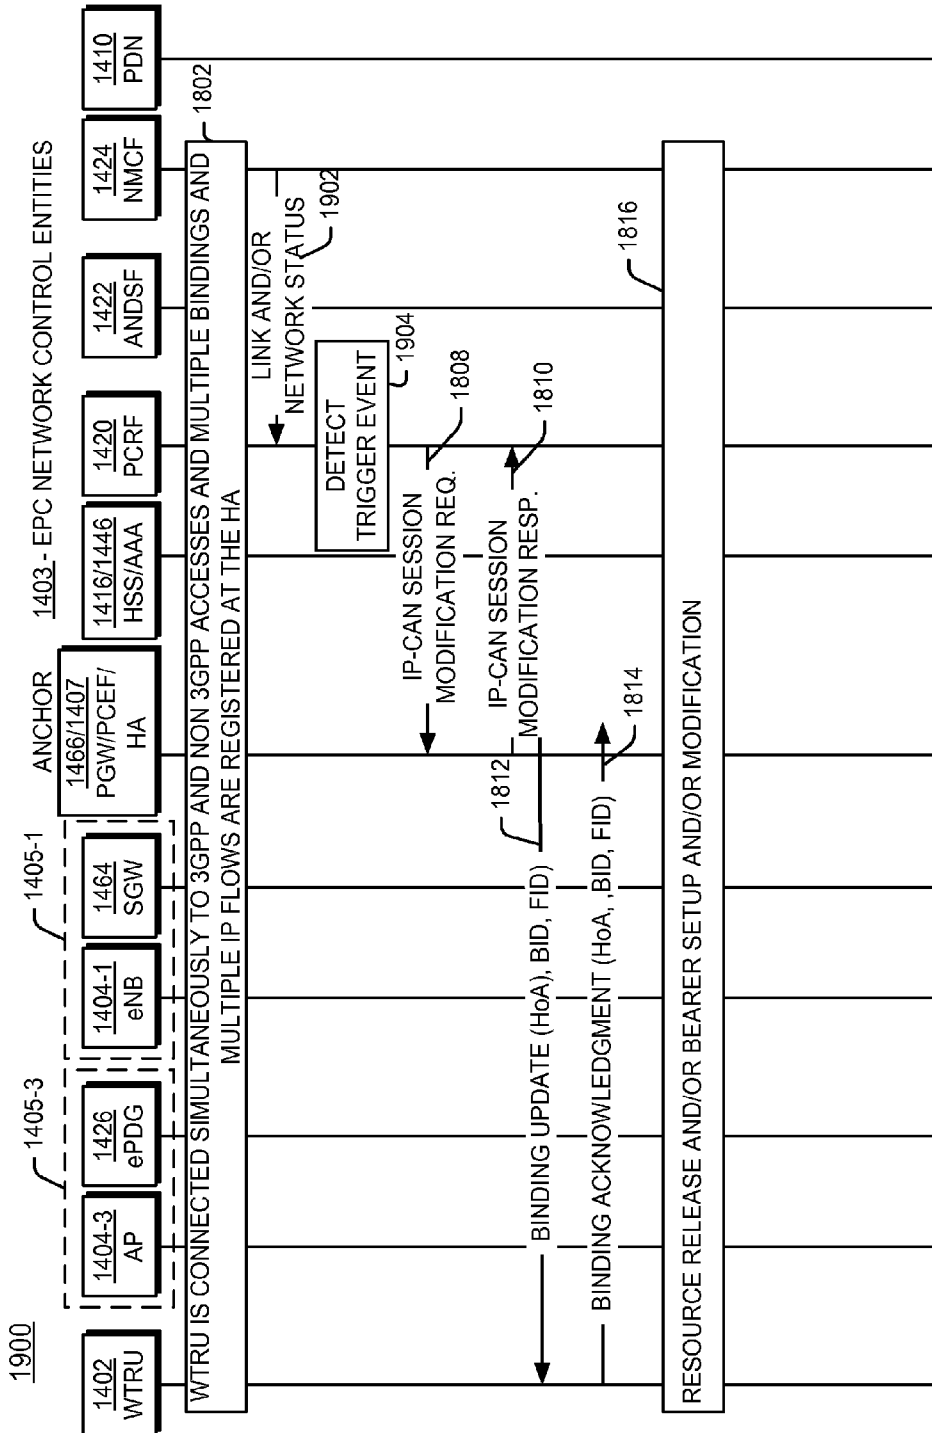 1900
1403 - EPC NETWORK CONTROL ENTITIES
ANCHOR
1405-3
1405-1
1402
WTRU
1404-3
AP
1426
ePDG
1404-1
eNB
1464
SGW
1466/1407
PGW/PCEF/
HA
1416/1446
HSS/AAA
1420
PCRF
1422
ANDSF
1424
NMCF
1410
PDN
WTRU IS CONNECTED SIMULTANEOUSLY TO 3GPP AND NON 3GPP ACCESSES AND MULTIPLE BINDINGS AND
MULTIPLE IP FLOWS ARE REGISTERED AT THE HA
1802
LINK AND/OR
NETWORK STATUS
1902
DETECT
TRIGGER EVENT
1904
IP-CAN SESSION
MODIFICATION REQ.
1808
IP-CAN SESSION
MODIFICATION RESP.
1810
1812
BINDING UPDATE (HoA), BID, FID)
BINDING ACKNOWLEDGMENT (HoA, ,BID, FID)
1814
RESOURCE RELEASE AND/OR BEARER SETUP AND/OR MODIFICATION
1816